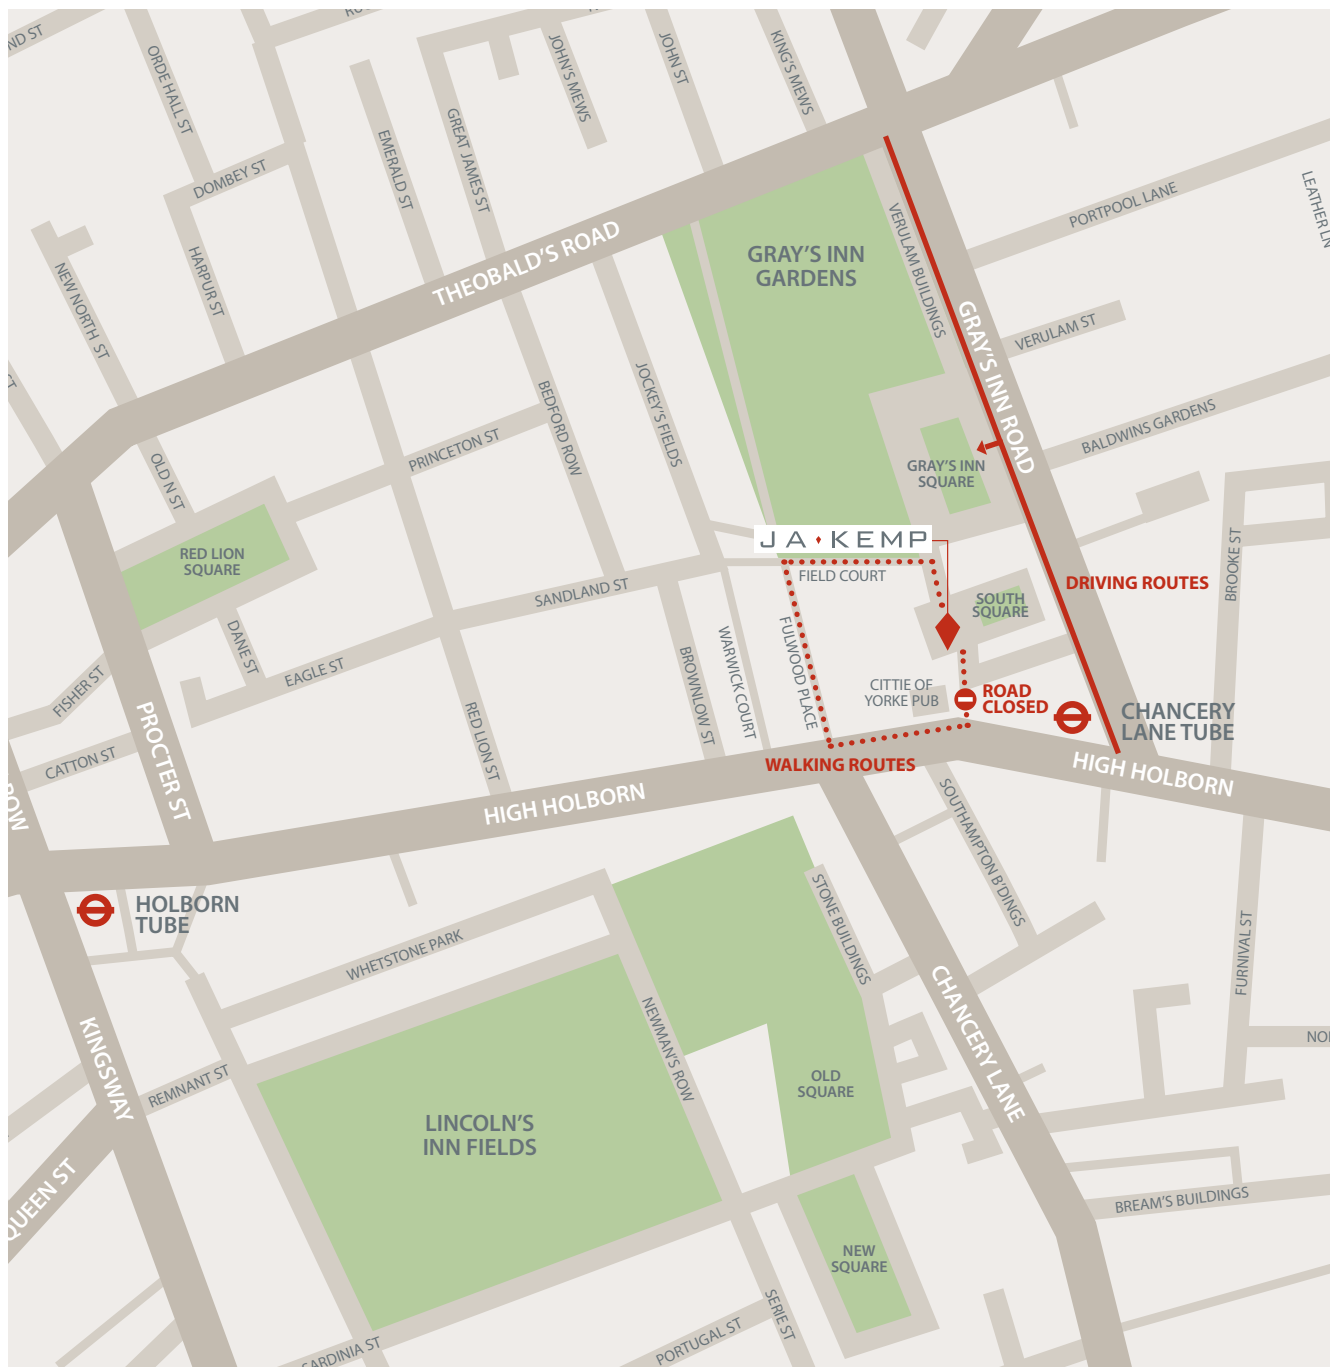 ORDE HALL ST
JOHN'S MEWS
JOHN ST
KING'S MEWS
EMERALD ST
GREAT JAMES ST
DOMBEY ST
LEATHER LN
PORTPOOL LANE
VERULAM BUILDINGS
THEOBALD'S ROAD
GRAY'S INN
GARDENS
HARPUR ST
NEW NORTH ST
GRAY'S INN ROAD
VERULAM ST
JOCKEY'S FIELDS
BEDFORD ROW
BALDWINS GARDENS
PRINCETON ST
OLD N ST
GRAY'S INN
SQUARE
RED LION
SQUARE
JA KEMP
BROOKE ST
FIELD COURT
DRIVING ROUTES
SANDLAND ST
SOUTH
SQUARE
DANE ST
FULWOOD PLACE
WARWICK COURT
BROWNLOW ST
EAGLE ST
FISHER ST
CITTIE OF
YORKE PUB
ROAD
CLOSED
CHANCERY
LANE TUBE
PROCTER ST
RED LION ST
CATTON ST
WALKING ROUTES
HIGH HOLBORN
HIGH HOLBORN
ROW
SOUTHAMPTON B'DINGS
STONE BUILDINGS
HOLBORN
TUBE
WHETSTONE PARK
FURNIVAL ST
CHANCERY LANE
NEWMAN'S ROW
KINGSWAY
REMNANT ST
OLD
SQUARE
LINCOLN'S
INN FIELDS
QUEEN ST
BREAM'S BUILDINGS
NEW
SQUARE
SERLE ST
PORTUGAL ST
SARDINIA ST